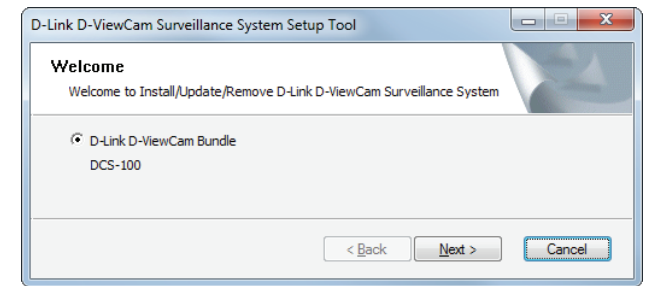 D-Link D-ViewCam Surveillance System Setup Tool
Welcome
Welcome to Install/Update/Remove D-Link D-ViewCam Surveillance System
D-Link D-ViewCam Bundle
DCS-100
< Back Next > Cancel